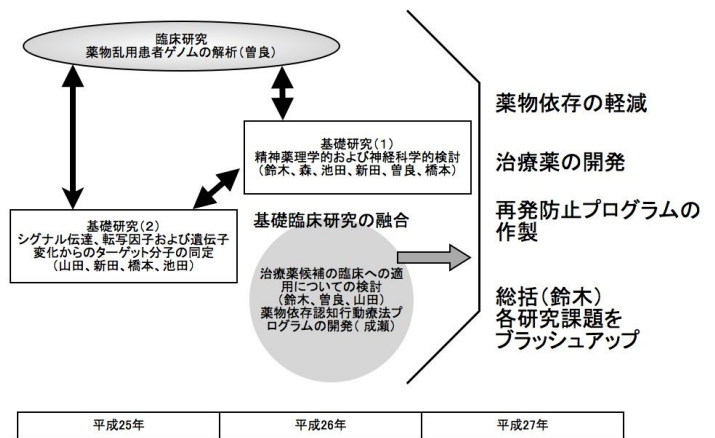 臨床研究
薬物乱用患者ゲノムの解析(曽良)
基礎研究(1)
精神薬理学的および神経科学的検討
(鈴木、森、池田、新田、曽良、橋本)
基礎研究(2)
シグナル伝達、転写因子および遺伝子
変化からのターゲット分子の同定
(山田、新田、橋本、池田)
基礎臨床研究の融合
治療薬候補の臨床への適
用についての検討
(鈴木、曽良、山田)
薬物依存認知行動療法プ
ログラムの開発( 成瀬)
薬物依存の軽減
治療薬の開発
再発防止プログラムの
作製
総括(鈴木)
各研究課題を
ブラッシュアップ
平成25年
平成26年
平成27年